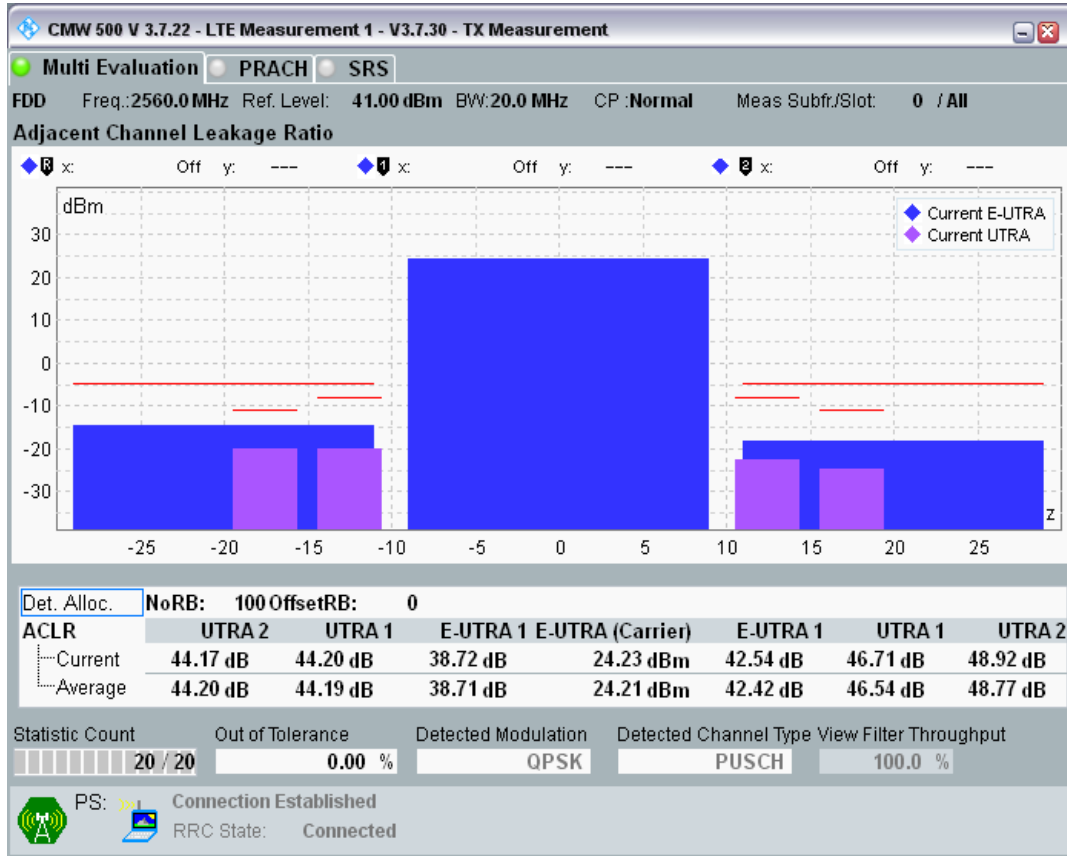 CMW 500 V 3.7.22 - LTE Measurement 1 - V3.7.30 - TX Measurement
Multi Evaluation PRACH SRS
FDD Freq.:2560.0 MHz Ref. Level: 41.00 dBm BW:20.0 MHz CP :Normal Meas Subfr./Slot: 0 / All
Adjacent Channel Leakage Ratio
R x: Off y: --- 1 x: Off y: --- 2 x: Off y: ---
dBm
Current E-UTRA
Current UTRA
30
20
10
0
-10
-20
-30
z
-25 -20 -15 -10 -5 0 5 10 15 20 25
Det. Alloc. NoRB: 100 OffsetRB: 0
ACLR UTRA 2 UTRA 1 E-UTRA 1 E-UTRA (Carrier) E-UTRA 1 UTRA 1 UTRA 2
Current 44.17 dB 44.20 dB 38.72 dB 24.23 dBm 42.54 dB 46.71 dB 48.92 dB
Average 44.20 dB 44.19 dB 38.71 dB 24.21 dBm 42.42 dB 46.54 dB 48.77 dB
Statistic Count Out of Tolerance Detected Modulation Detected Channel Type View Filter Throughput
20 / 20 0.00 % QPSK PUSCH 100.0 %
PS: Connection Established
RRC State: Connected